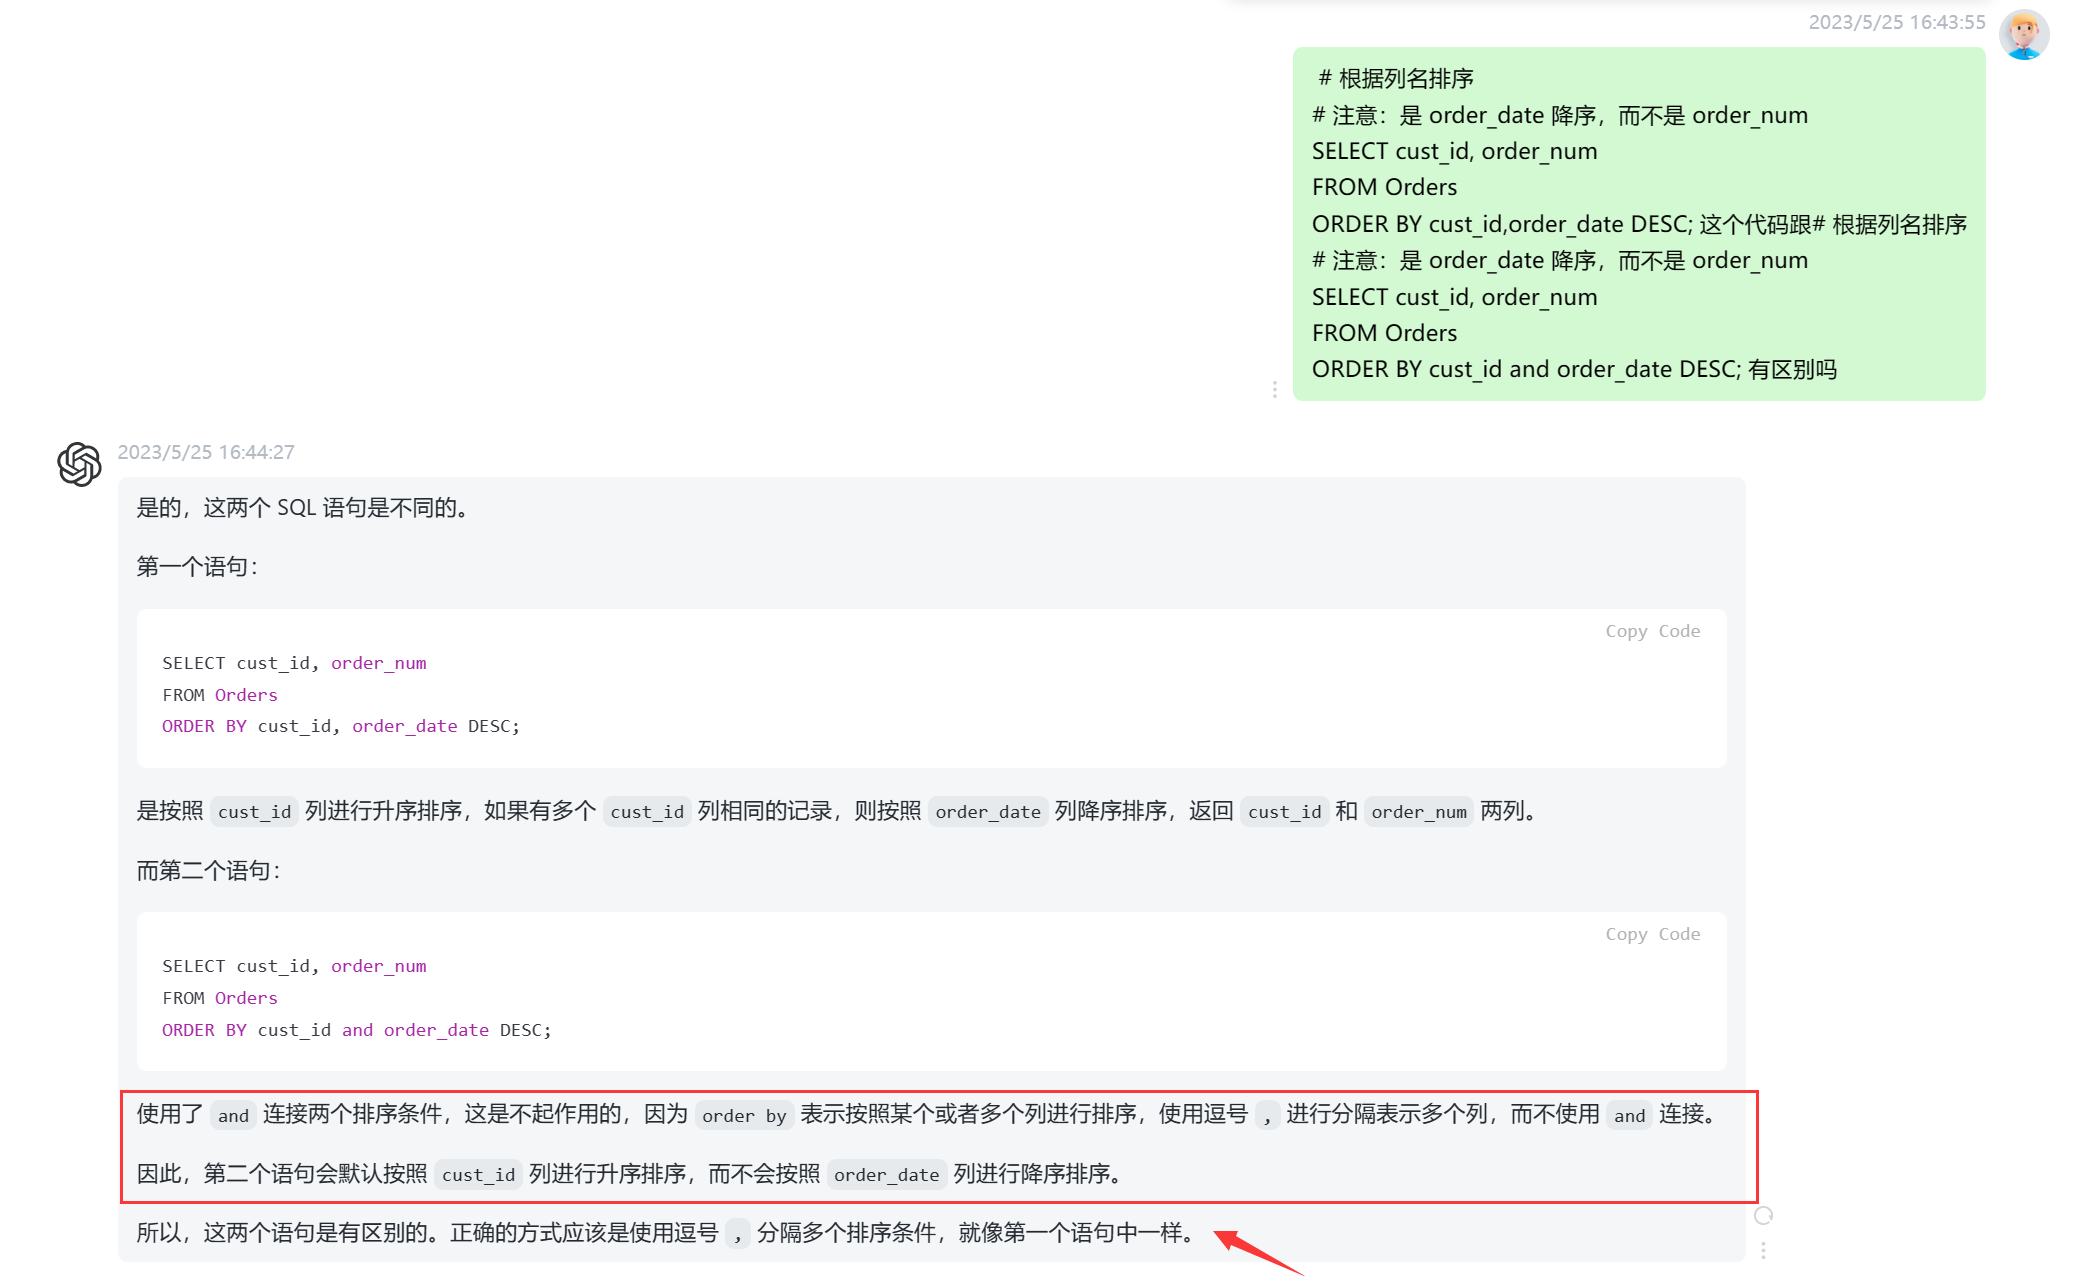 2023/5/25 16:43:55
# 根据列名排序
# 注意：是 order_date 降序，而不是 order_num
SELECT cust_id, order_num
FROM Orders
ORDER BY cust_id,order_date DESC; 这个代码跟# 根据列名排序
# 注意：是 order_date 降序，而不是 order_num
SELECT cust_id, order_num
FROM Orders
ORDER BY cust_id and order_date DESC; 有区别吗
2023/5/25 16:44:27
是的，这两个 SQL 语句是不同的。
第一个语句：
Copy Code
SELECT cust_id, order_num
FROM Orders
ORDER BY cust_id, order_date DESC;
是按照 cust_id 列进行升序排序，如果有多个 cust_id 列相同的记录，则按照 order_date 列降序排序，返回 cust_id 和 order_num 两列。
而第二个语句：
Copy Code
SELECT cust_id, order_num
FROM Orders
ORDER BY cust_id and order_date DESC;
使用了 and 连接两个排序条件，这是不起作用的，因为 order by 表示按照某个或者多个列进行排序，使用逗号 , 进行分隔表示多个列，而不使用 and 连接。
因此，第二个语句会默认按照 cust_id 列进行升序排序，而不会按照 order_date 列进行降序排序。
所以，这两个语句是有区别的。正确的方式应该是使用逗号 , 分隔多个排序条件，就像第一个语句中一样。